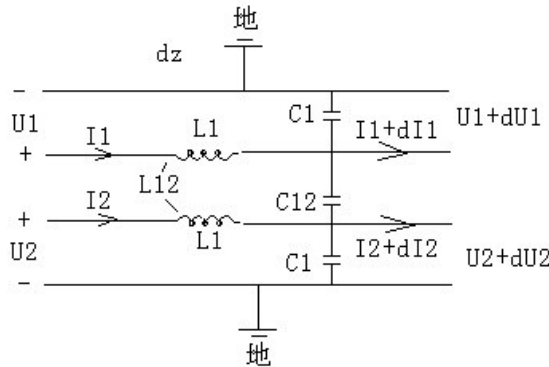 地
dz
−
C1
U1+dU1
U1
I1
L1
I1+dI1
+
L12
+
I2
C12
L1
I2+dI2
U2
C1
U2+dU2
−
地